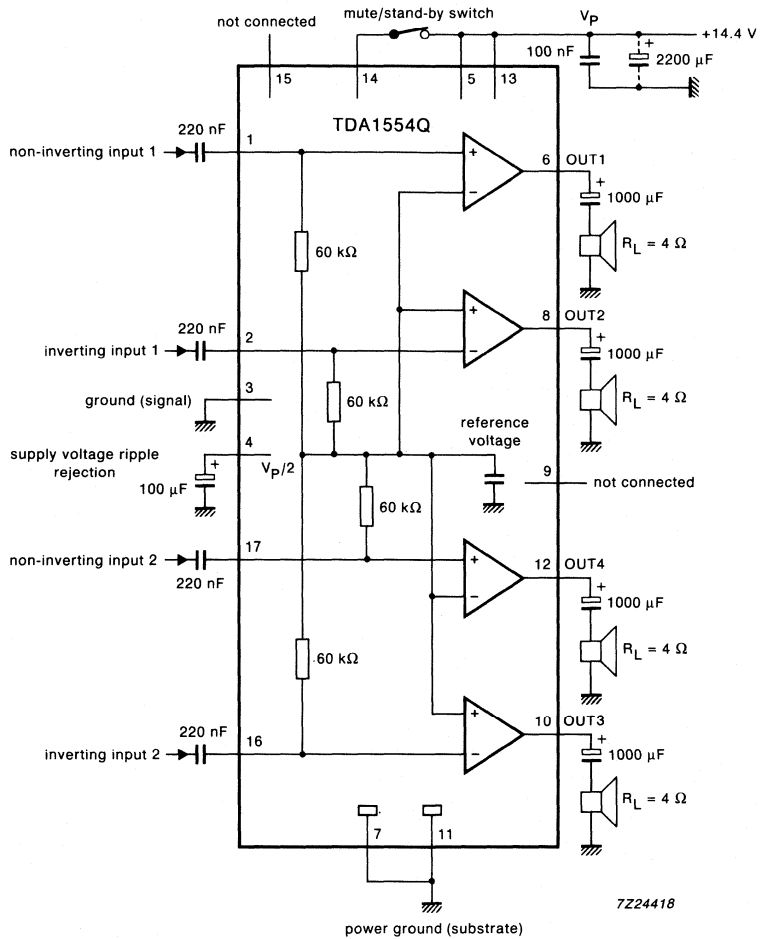 mute/stand-by switch
not connected
V_P
+14.4 V
100 nF
+
2200 μF
15
14
5
13
TDA1554Q
220 nF
1
non-inverting input 1
+
−
6
OUT1
+
1000 μF
60 kΩ
R_L = 4 Ω
220 nF
2
inverting input 1
+
−
8
OUT2
+
1000 μF
3
ground (signal)
60 kΩ
R_L = 4 Ω
4
supply voltage ripple
rejection
+
100 μF
V_P/2
reference
voltage
9
not connected
60 kΩ
17
non-inverting input 2
220 nF
+
−
12
OUT4
+
1000 μF
60 kΩ
R_L = 4 Ω
220 nF
16
inverting input 2
+
−
10
OUT3
+
1000 μF
R_L = 4 Ω
7
11
7Z24418
power ground (substrate)